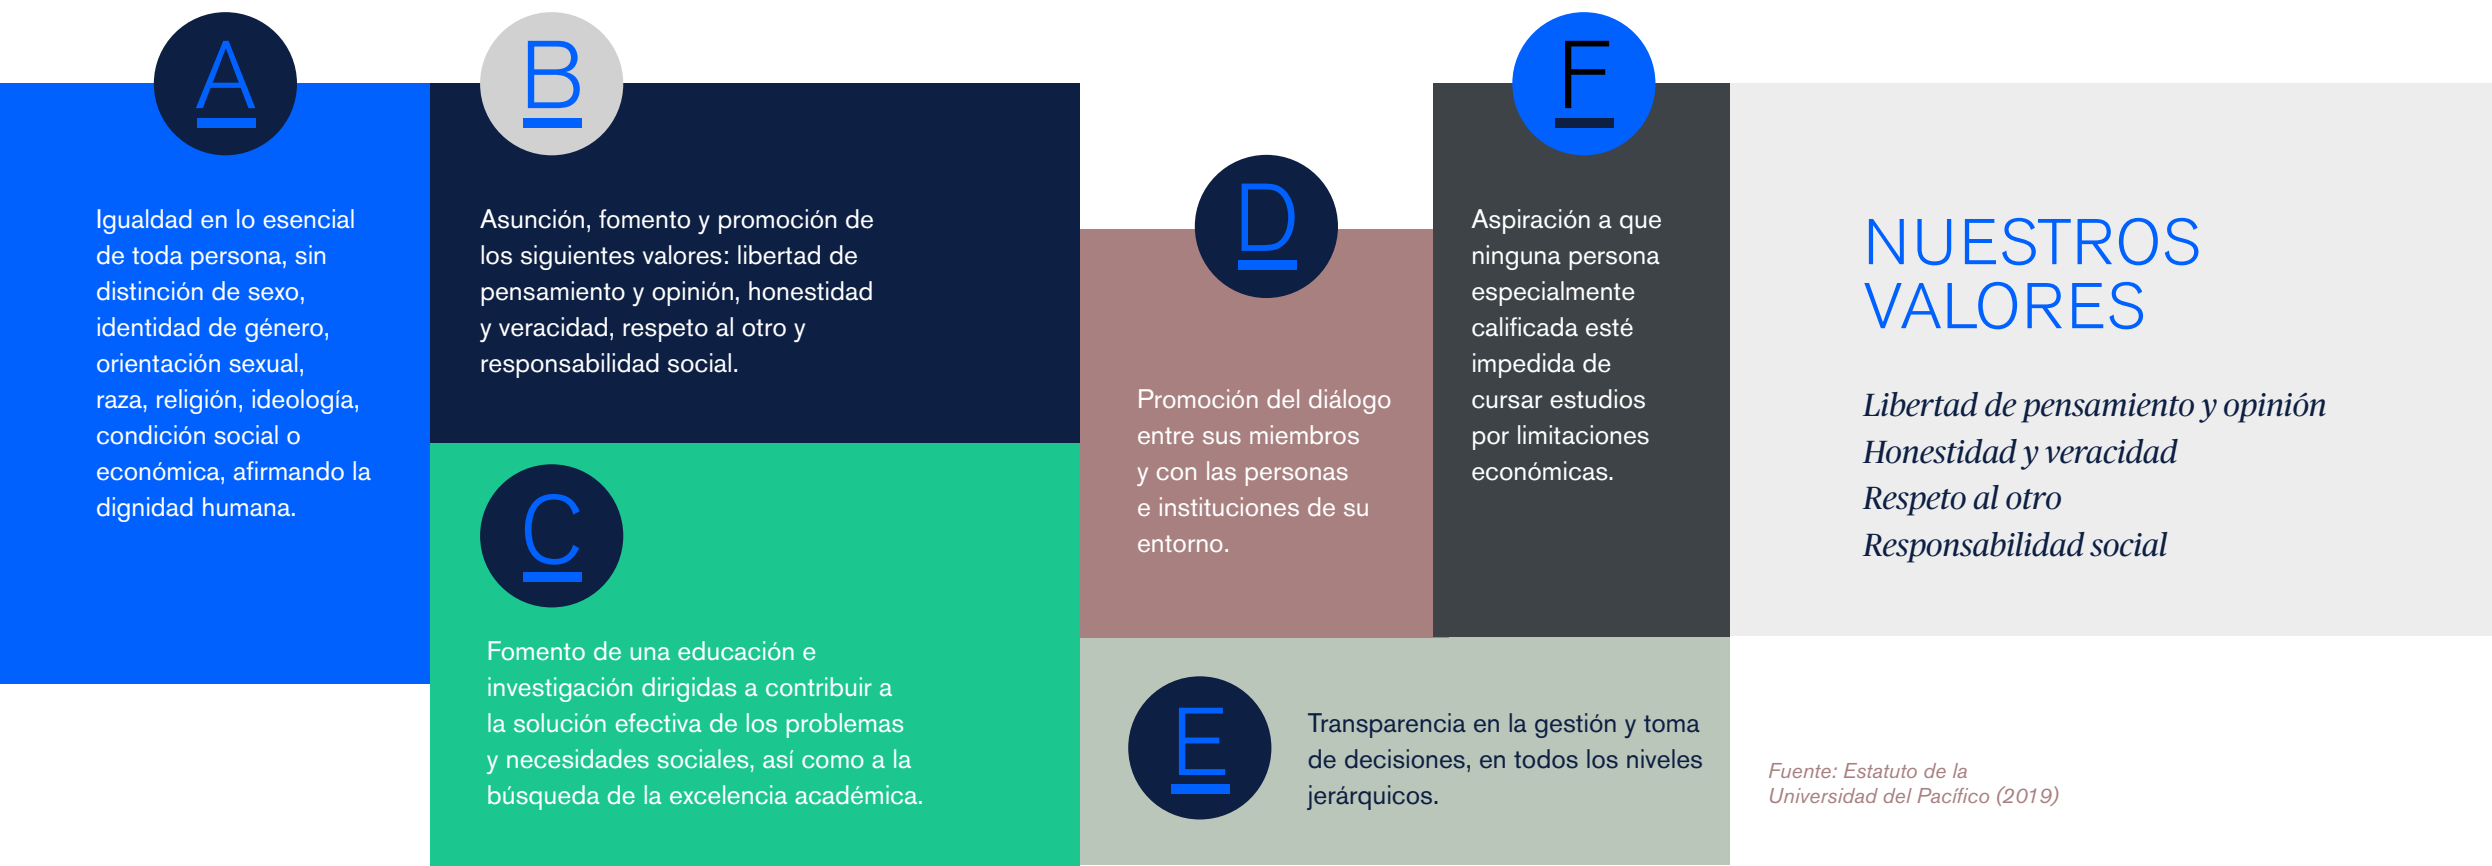 A
Igualdad en lo esencial
de toda persona, sin
distinción de sexo,
identidad de género,
orientación sexual,
raza, religión, ideología,
condición social o
económica, afirmando la
dignidad humana.
B
Asunción, fomento y promoción de
los siguientes valores: libertad de
pensamiento y opinión, honestidad
y veracidad, respeto al otro y
responsabilidad social.
C
Fomento de una educación e
investigación dirigidas a contribuir a
la solución efectiva de los problemas
y necesidades sociales, así como a la
búsqueda de la excelencia académica.
D
Promoción del diálogo
entre sus miembros
y con las personas
e instituciones de su
entorno.
E
Transparencia en la gestión y toma
de decisiones, en todos los niveles
jerárquicos.
F
Aspiración a que
ninguna persona
especialmente
calificada esté
impedida de
cursar estudios
por limitaciones
económicas.
NUESTROS
VALORES
Libertad de pensamiento y opinión
Honestidad y veracidad
Respeto al otro
Responsabilidad social
Fuente: Estatuto de la
Universidad del Pacífico (2019)